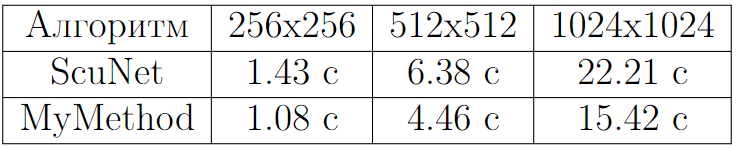 Алгоритм 256x256 512x512 1024x1024
ScuNet 1.43 с 6.38 с 22.21 с
MyMethod 1.08 с 4.46 с 15.42 с